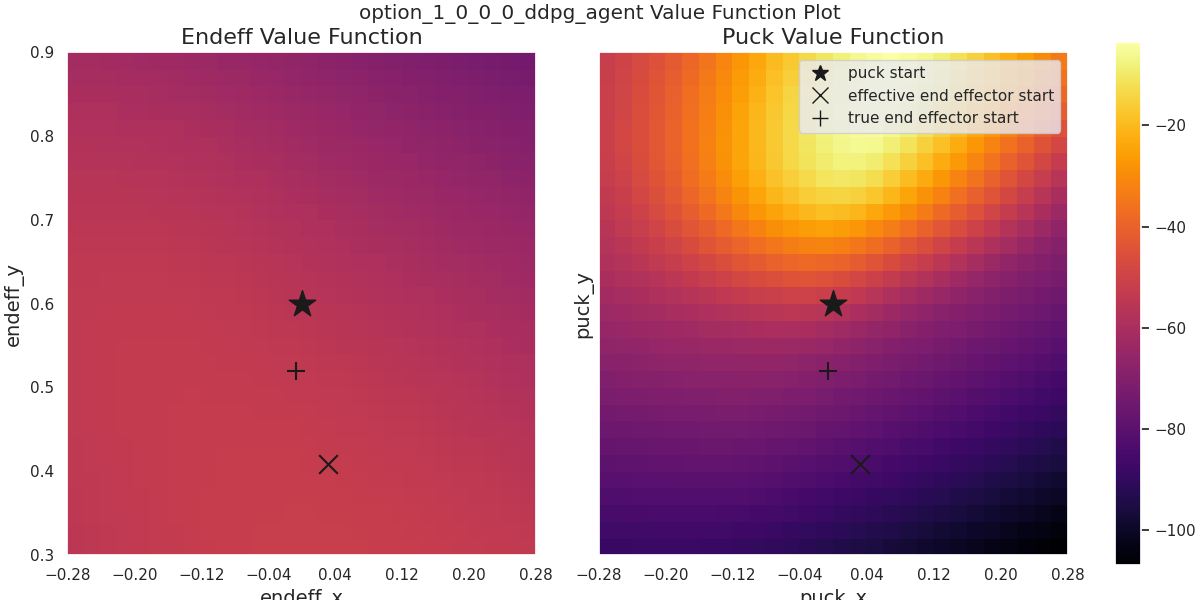 option_1_0_0_0_ddpg_agent Value Function Plot
Endeff Value Function
Puck Value Function
puck start
effective end effector start
true end effector start
0.9
0.8
0.7
0.6
0.5
0.4
0.3
endeff_y
puck_y
−20
−40
−60
−80
−100
−0.28 −0.20 −0.12 −0.04 0.04 0.12 0.20 0.28
−0.28 −0.20 −0.12 −0.04 0.04 0.12 0.20 0.28
endeff_x
puck_x